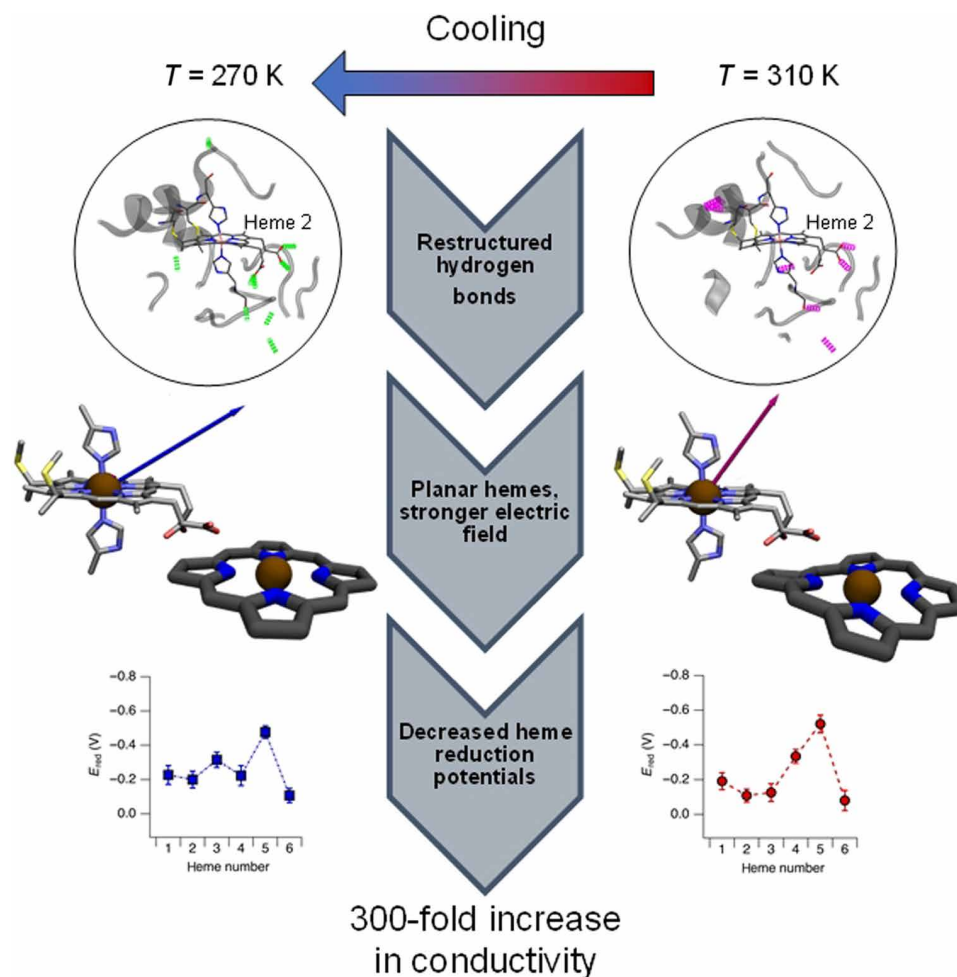 Cooling
T = 270 K
T = 310 K
Heme 2
Heme 2
Restructured
hydrogen
bonds
Planar hemes,
stronger electric
field
Decreased heme
reduction
potentials
–0.8
–0.6
–0.4
–0.2
0.0
E red (V)
1 2 3 4 5 6
Heme number
–0.8
–0.6
–0.4
–0.2
0.0
E red (V)
1 2 3 4 5 6
Heme number
300-fold increase
in conductivity